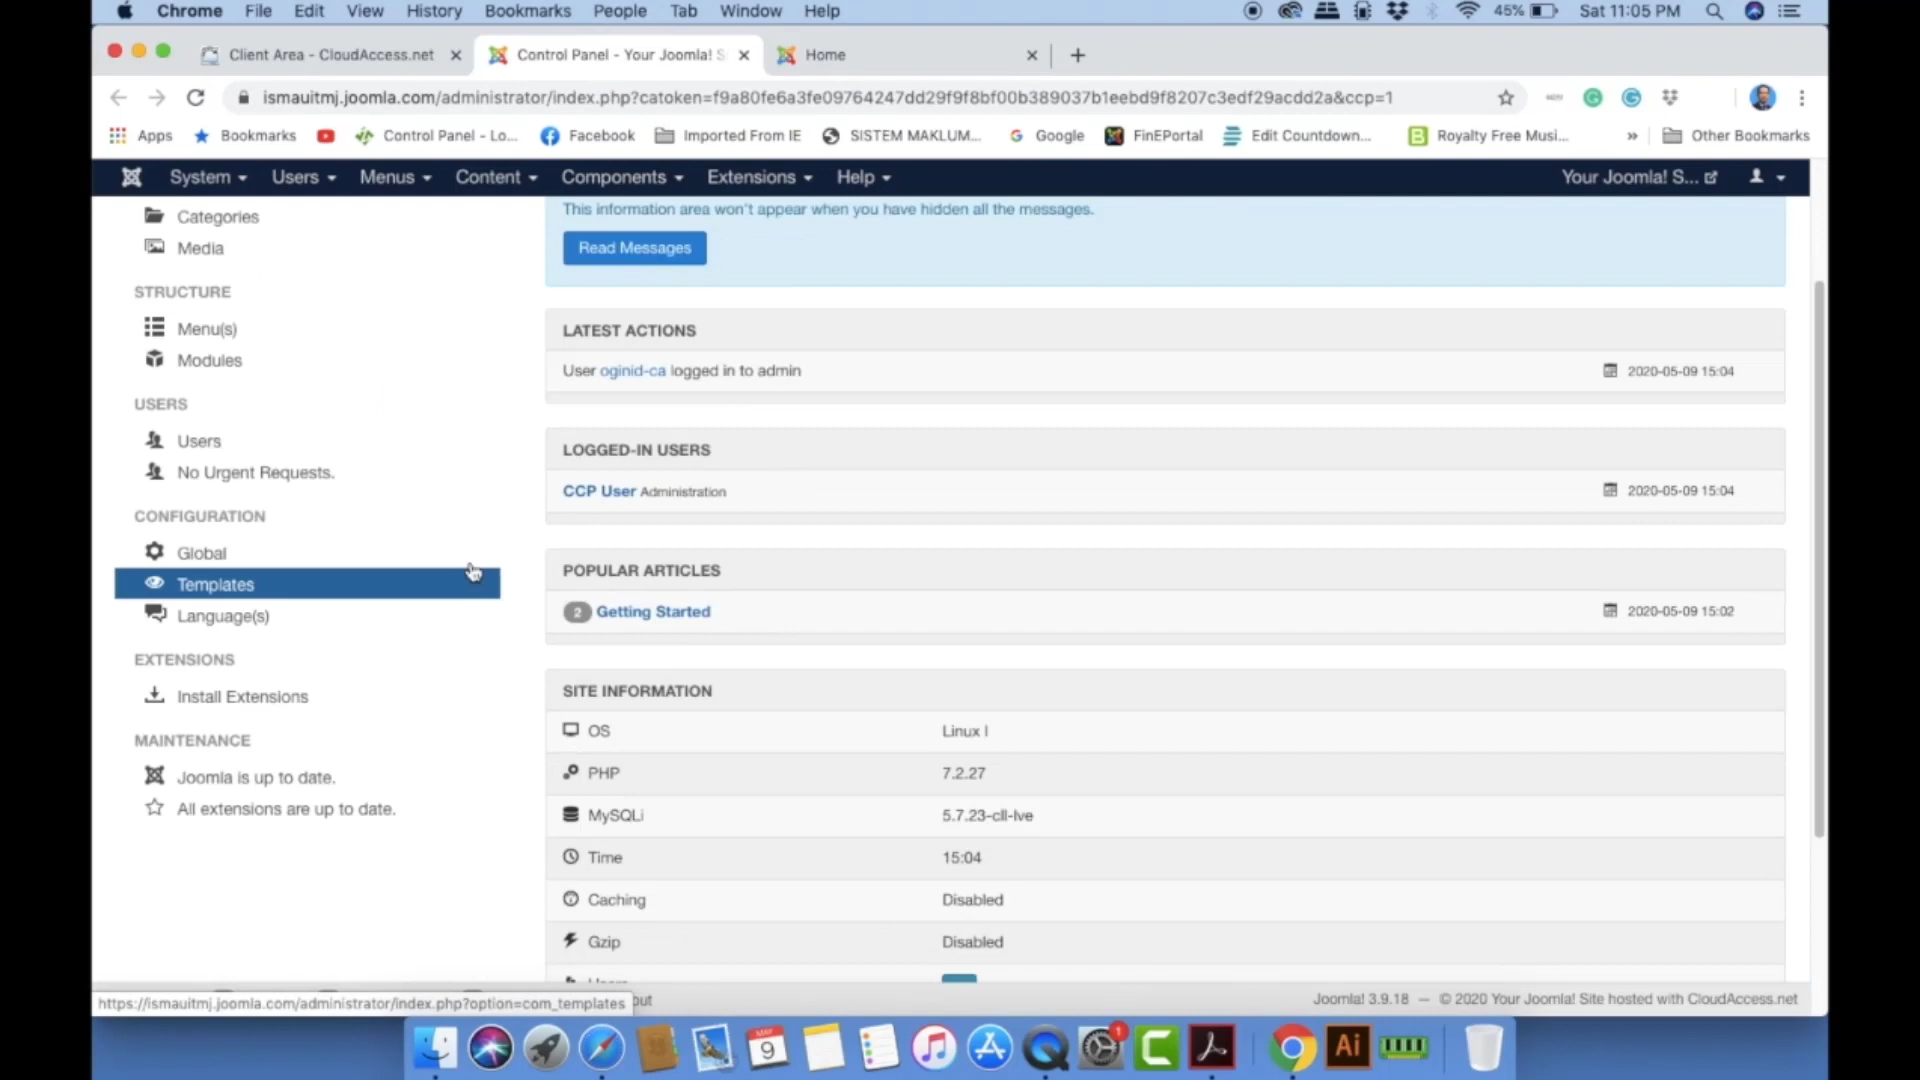 Chrome File Edit View History Bookmarks People Tab Window Help 45% Sat 11:05 PM
Client Area - CloudAccess.net Control Panel - Your Joomla! S Home
ismauitmj.joomla.com/administrator/index.php?catoken=f9a80fe6a3fe09764247dd29f9f8bf00b389037b1eebd9f8207c3edf29acdd2a&ccp=1
Apps Bookmarks Control Panel - Lo... Facebook Imported From IE SISTEM MAKLUM... Google FinEPortal Edit Countdown... Royalty Free Musi... » Other Bookmarks
System Users Menus Content Components Extensions Help Your Joomla! S...
Categories
Media
STRUCTURE
Menu(s)
Modules
USERS
Users
No Urgent Requests.
CONFIGURATION
Global
Templates
Language(s)
EXTENSIONS
Install Extensions
MAINTENANCE
Joomla is up to date.
All extensions are up to date.
This information area won't appear when you have hidden all the messages.
Read Messages
LATEST ACTIONS
User oginid-ca logged in to admin 2020-05-09 15:04
LOGGED-IN USERS
CCP User Administration 2020-05-09 15:04
POPULAR ARTICLES
2 Getting Started 2020-05-09 15:02
SITE INFORMATION
OS Linux l
PHP 7.2.27
MySQLi 5.7.23-cll-lve
Time 15:04
Caching Disabled
Gzip Disabled
https://ismauitmj.joomla.com/administrator/index.php?option=com_templates
Joomla! 3.9.18 — © 2020 Your Joomla! Site hosted with CloudAccess.net
MAY
9
1
Ai